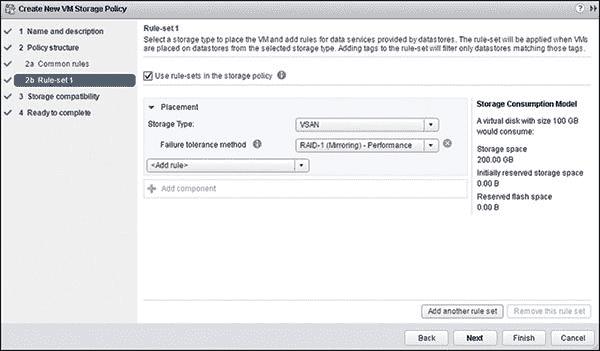 Create New VM Storage Policy
1 Name and description
2 Policy structure
2a Common rules
2b Rule-set 1
3 Storage compatibility
4 Ready to complete
Rule-set 1
Select a storage type to place the VM and add rules for data services provided by datastores. The rule-set will be applied when VMs
are placed on datastores from the selected storage type. Adding tags to the rule-set will filter only datastores matching those tags.
Use rule-sets in the storage policy
Placement
Storage Type:
VSAN
Failure tolerance method
RAID-1 (Mirroring) - Performance
<Add rule>
Add component
Storage Consumption Model
A virtual disk with size 100 GB
would consume:
Storage space
200.00 GB
Initially reserved storage space
0.00 B
Reserved flash space
0.00 B
Add another rule set
Remove this rule set
Back
Next
Finish
Cancel